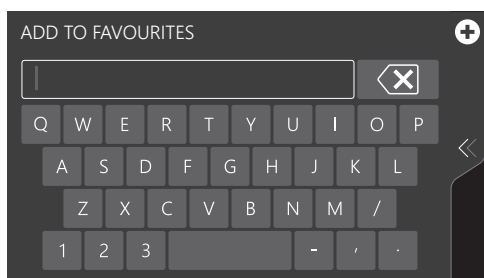 ADD TO FAVOURITES
Q W E R T Y U I O P
A S D F G H J K L
Z X C V B N M /
1 2 3 - ' .